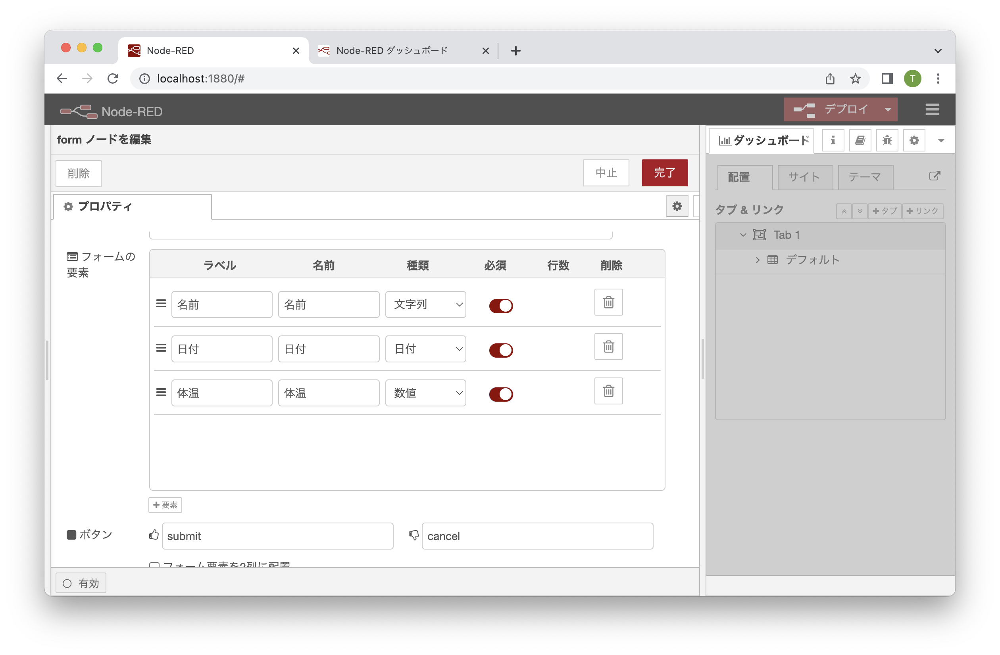 Node-RED
Node-RED ダッシュボード
localhost:1880/#
T
Node-RED
デプロイ
form ノードを編集
削除
中止
完了
プロパティ
フォームの
要素
ラベル 名前 種類 必須 行数 削除
名前 名前 文字列
日付 日付 日付
体温 体温 数値
要素
ボタン
submit
cancel
フォーム要素を2列に配置
有効
ダッシュボード
配置
サイト
テーマ
タブ & リンク
タブ
リンク
Tab 1
デフォルト